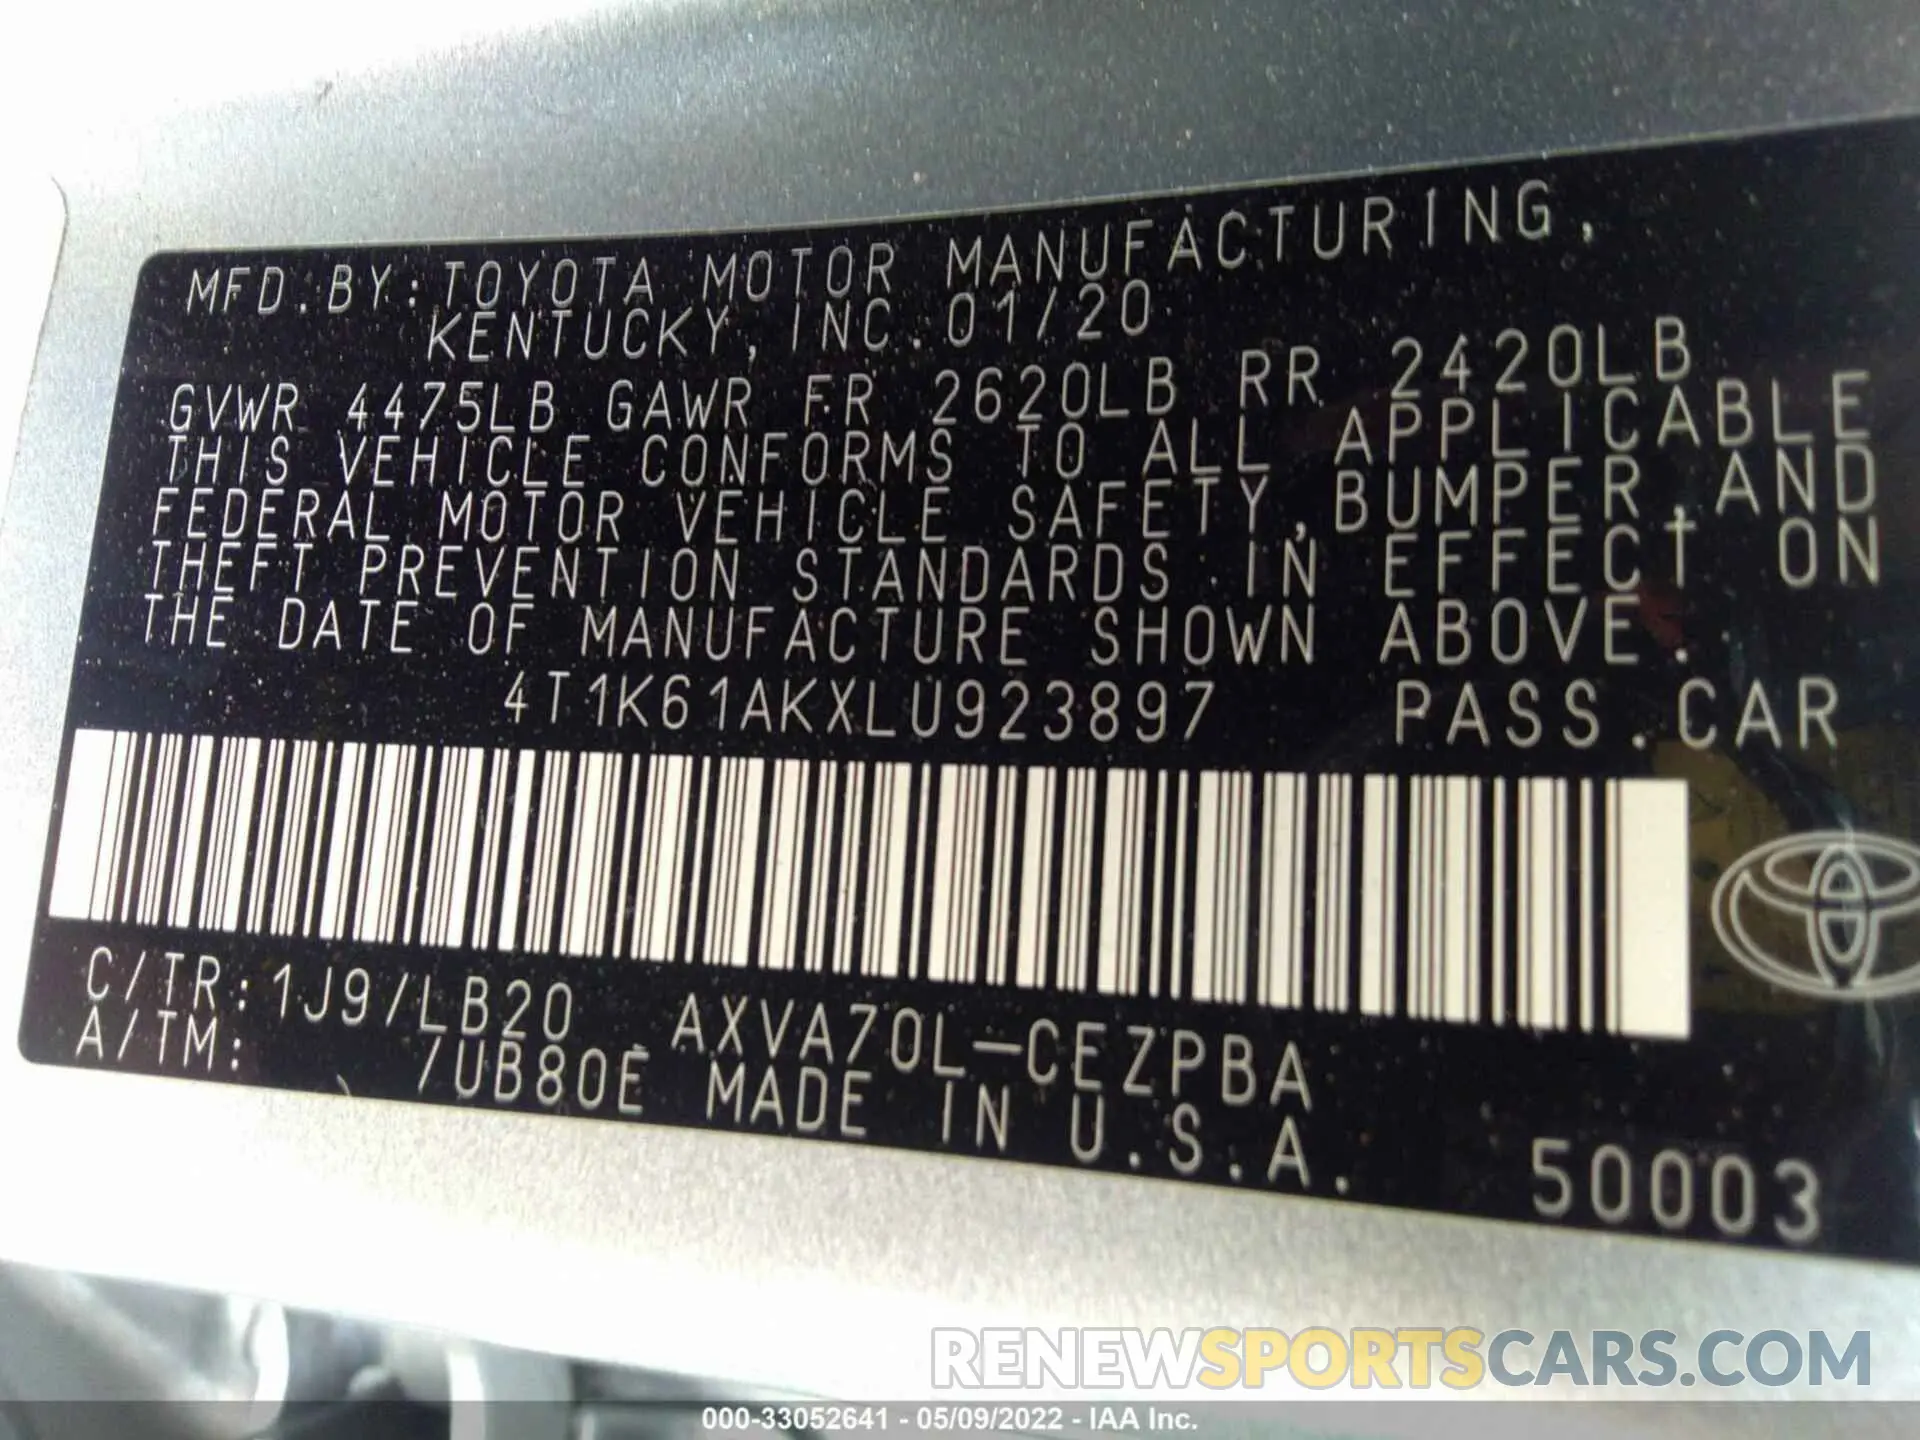 MFD. BY: TOYOTA MOTOR MANUFACTURING,
KENTUCKY, INC. 01/20
GVWR 4475LB GAWR FR 2620LB RR 2420LB
THIS VEHICLE CONFORMS TO ALL APPLICABLE
FEDERAL MOTOR VEHICLE SAFETY, BUMPER, AND
THEFT PREVENTION STANDARDS IN EFFECT ON
THE DATE OF MANUFACTURE SHOWN ABOVE.
4T1K61AKXLU923897 PASS. CAR
C/TR: 1J9/LB20 AXVA70L-CEZPBA
A/TM: /UB80E MADE IN U.S.A.
50003
RENEWSPORTSCARS.COM
000-33052641 - 05/09/2022 - IAA Inc.